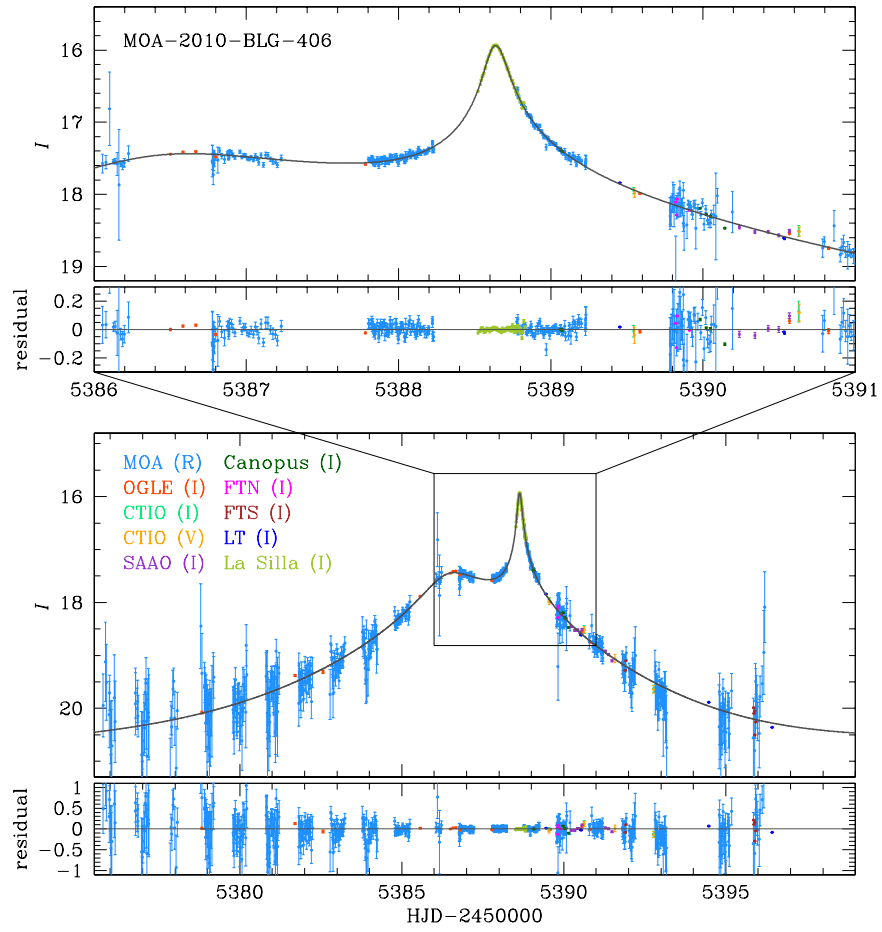 MOA-2010-BLG-406
16
17
18
19
I
0.2
0
-0.2
residual
5386 5387 5388 5389 5390 5391
MOA (R) Canopus (I)
OGLE (I) FTN (I)
CTIO (I) FTS (I)
CTIO (V) LT (I)
SAAO (I) La Silla (I)
16
18
20
I
1
0.5
0
-0.5
-1
residual
5380 5385 5390 5395
HJD-2450000